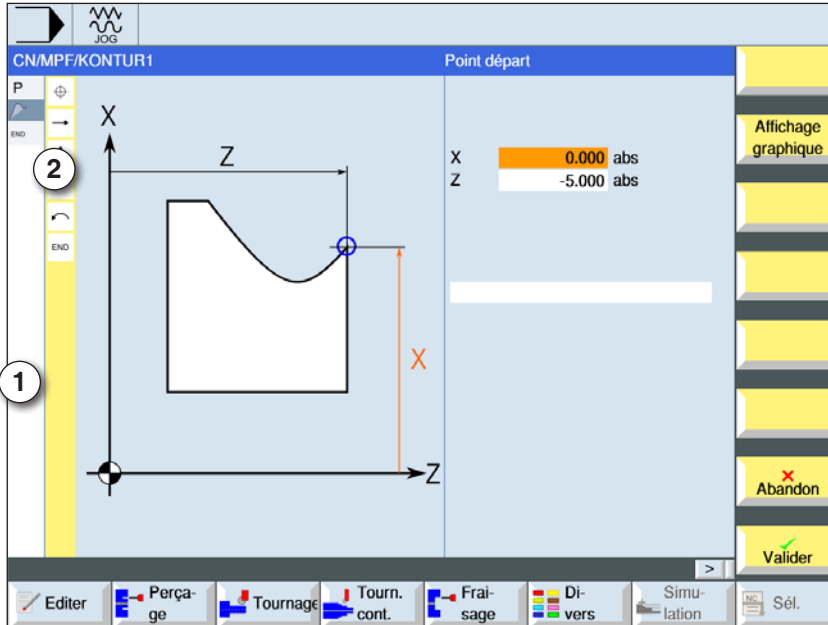 JOG
CN/MPF/KONTUR1
Point départ
P
END
END
2
1
X
Z
X
Z
X 0.000 abs
Z -5.000 abs
Affichage
graphique
Abandon
Valider
>
Editer
Perça-
ge
Tournage
Tourn.
cont.
Frai-
sage
Di-
vers
Simu-
lation
NC
Sél.